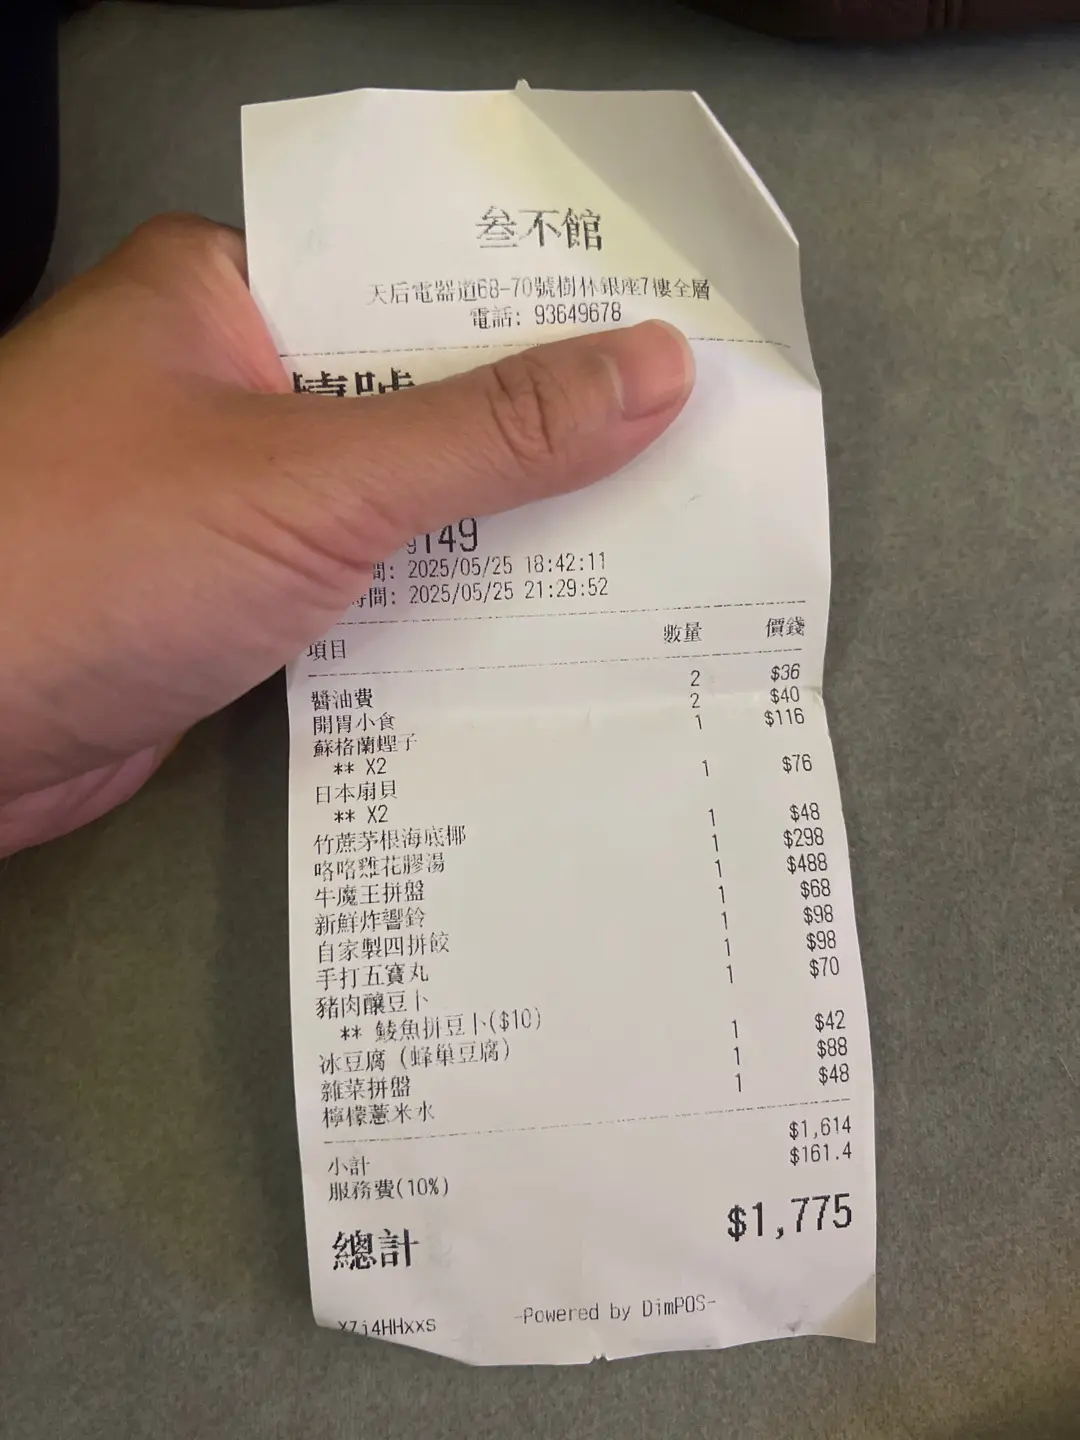 叁不館
天后電器道68-70號樹林銀座7樓全層
電話: 93649678
149
間: 2025/05/25 18:42:11
時間: 2025/05/25 21:29:52
項目 數量 價錢
醬油費 2 $36
開胃小食 2 $40
蘇格蘭蟶子 1 $116
** X2
日本扇貝 1 $76
** X2
竹蔗茅根海底椰 1 $48
咯咯雞花膠湯 1 $298
牛魔王拼盤 1 $488
新鮮炸響鈴 1 $68
自家製四拼餃 1 $98
手打五寶丸 1 $98
豬肉釀豆卜 1 $70
** 鯪魚拼豆卜($10)
冰豆腐 (蜂巢豆腐) 1 $42
雜菜拼盤 1 $88
檸檬薏米水 1 $48
小計 $1,614
服務費(10%) $161.4
總計 $1,775
X7j4HHxxS -Powered by DimPOS-